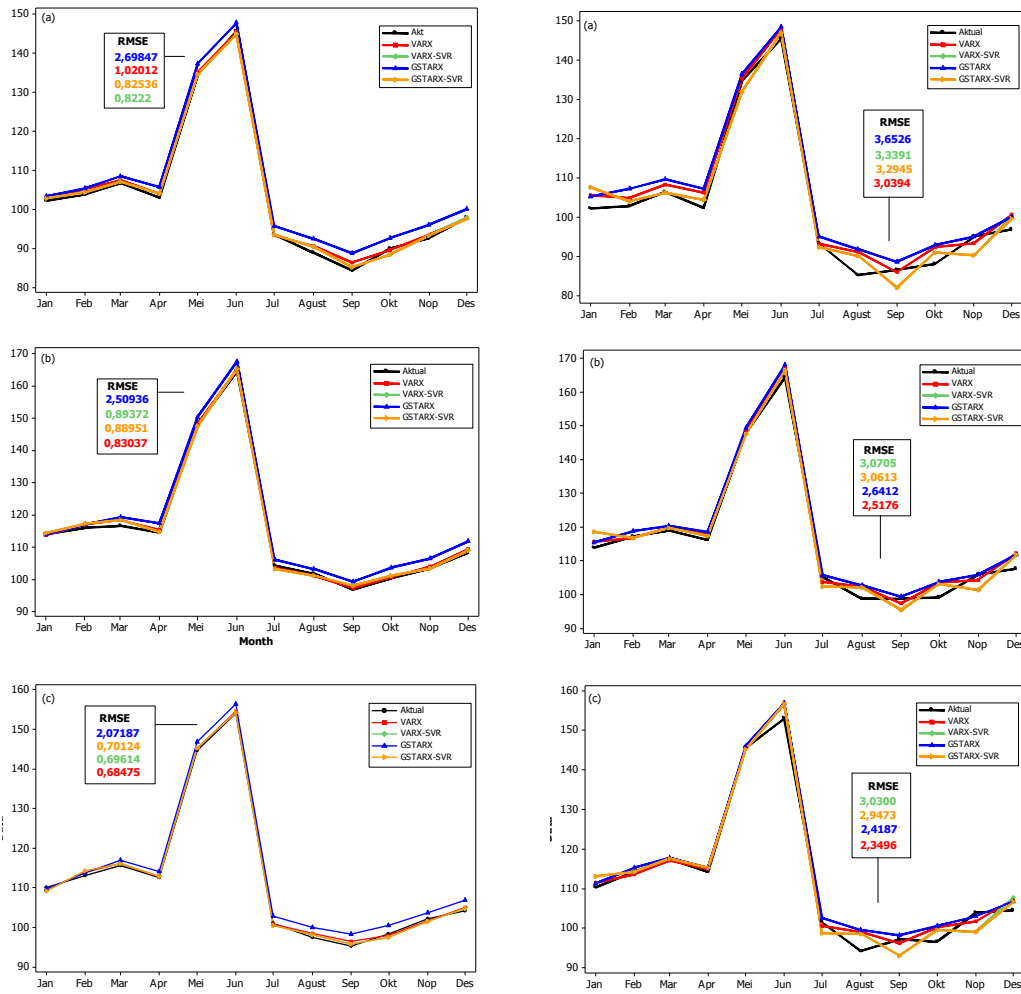 (a)
150
140
130
120
110
100
90
80
RMSE
2,69847
1,02012
0,82536
0,8222
Akt
VARX
VARX-SVR
GSTARX
GSTARX-SVR
Jan Feb Mar Apr Mei Jun Jul Agust Sep Okt Nop Des
(a)
150
140
130
120
110
100
90
80
Aktual
VARX
VARX-SVR
GSTARX
GSTARX-SVR
RMSE
3,6526
3,3391
3,2945
3,0394
Jan Feb Mar Apr Mei Jun Jul Agust Sep Okt Nop Des
(b)
170
160
150
140
130
120
110
100
90
RMSE
2,50936
0,89372
0,88951
0,83037
Aktual
VARX
VARX-SVR
GSTARX
GSTARX-SVR
Jan Feb Mar Apr Mei Jun Jul Agust Sep Okt Nop Des
Month
(b)
170
160
150
140
130
120
110
100
90
Aktual
VARX
VARX-SVR
GSTARX
GSTARX-SVR
RMSE
3,0705
3,0613
2,6412
2,5176
Jan Feb Mar Apr Mei Jun Jul Agust Sep Okt Nop Des
(c)
160
150
140
130
120
110
100
90
RMSE
2,07187
0,70124
0,69614
0,68475
Aktual
VARX
VARX-SVR
GSTARX
GSTARX-SVR
Jan Feb Mar Apr Mei Jun Jul Agust Sep Okt Nop Des
(c)
160
150
140
130
120
110
100
90
Aktual
VARX
VARX-SVR
GSTARX
GSTARX-SVR
RMSE
3,0300
2,9473
2,4187
2,3496
Jan Feb Mar Apr Mei Jun Jul Agust Sep Okt Nop Des